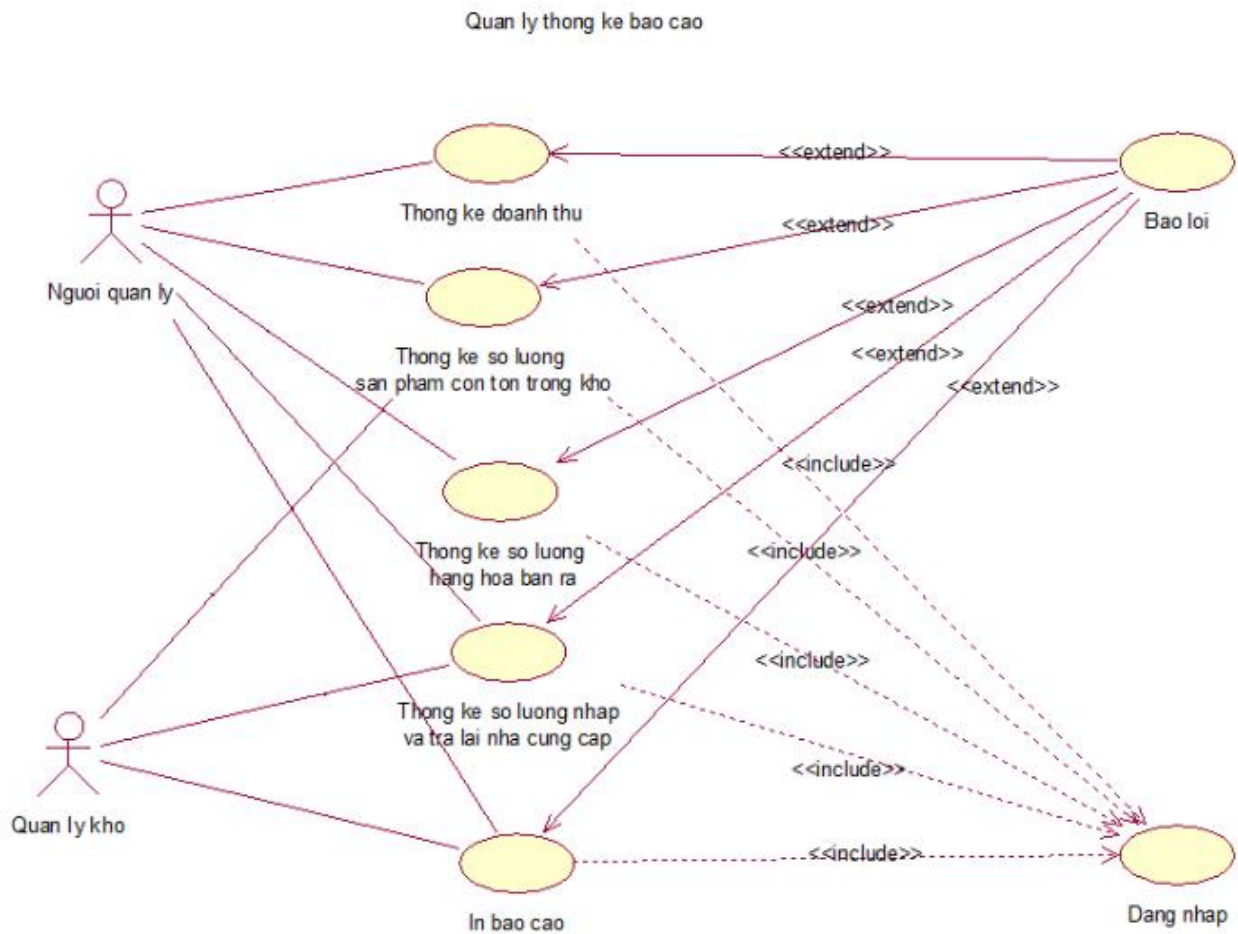 Quan ly thong ke bao cao
<<extend>>
Thong ke doanh thu
Bao loi
<<extend>>
Nguoi quan ly
<<extend>>
Thong ke so luong
san pham con ton trong kho
<<extend>>
<<extend>>
<<include>>
Thong ke so luong
hang hoa ban ra
<<include>>
<<include>>
Thong ke so luong nhap
va tra lai nha cung cap
<<include>>
Quan ly kho
<<include>>
In bao cao
Dang nhap